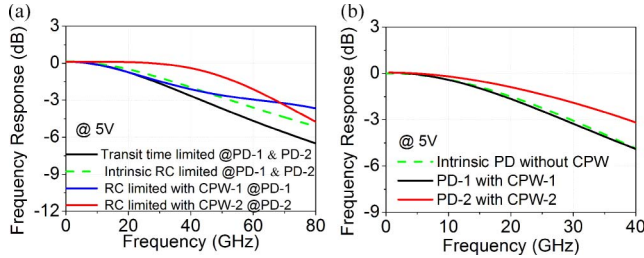 (a)
3
0
-3
-6
-9
-12
Frequency Response (dB)
@ 5V
Transit time limited @PD-1 & PD-2
Intrinsic RC limited @PD-1 & PD-2
RC limited with CPW-1 @PD-1
RC limited with CPW-2 @PD-2
0 20 40 60 80
Frequency (GHz)
(b)
3
0
-3
-6
-9
Frequency Response (dB)
@ 5V
Intrinsic PD without CPW
PD-1 with CPW-1
PD-2 with CPW-2
0 10 20 30 40
Frequency (GHz)